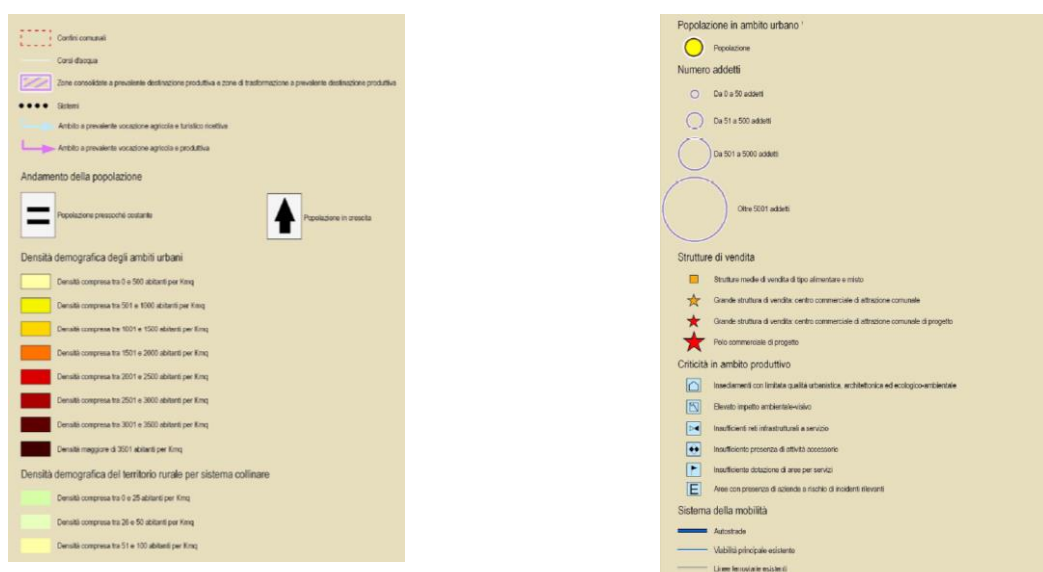 Confini comunali
Corsi d'acqua
Zone consolidate a prevalente destinazione produttiva e zone di trasformazione a prevalente destinazione produttiva
Sistemi
Ambito a prevalente vocazione agricola e turistico ricettiva
Ambito a prevalente vocazione agricola e produttiva
Andamento della popolazione
Popolazione pressoché costante
Popolazione in crescita
Densità demografica degli ambiti urbani
Densità compresa tra 0 e 500 abitanti per Kmq
Densità compresa tra 501 e 1000 abitanti per Kmq
Densità compresa tra 1001 e 1500 abitanti per Kmq
Densità compresa tra 1501 e 2000 abitanti per Kmq
Densità compresa tra 2001 e 2500 abitanti per Kmq
Densità compresa tra 2501 e 3000 abitanti per Kmq
Densità compresa tra 3001 e 3500 abitanti per Kmq
Densità maggiore di 3501 abitanti per Kmq
Densità demografica del territorio rurale per sistema collinare
Densità compresa tra 0 e 25 abitanti per Kmq
Densità compresa tra 26 e 50 abitanti per Kmq
Densità compresa tra 51 e 100 abitanti per Kmq
Popolazione in ambito urbano ¹
Popolazione
Numero addetti
Da 0 a 50 addetti
Da 51 a 500 addetti
Da 501 a 5000 addetti
Oltre 5001 addetti
Strutture di vendita
Strutture medie di vendita di tipo alimentare e misto
Grande struttura di vendita: centro commerciale di attrazione comunale
Grande struttura di vendita: centro commerciale di attrazione comunale di progetto
Polo commerciale di progetto
Criticità in ambito produttivo
Insediamenti con limitata qualità urbanistica, architettonica ed ecologico-ambientale
Elevato impatto ambientale-visivo
Insufficienti reti infrastrutturali a servizio
Insufficiente presenza di attività accessorie
Insufficiente dotazione di aree per servizi
E
Aree con presenza di aziende a rischio di incidenti rilevanti
Sistema della mobilità
Autostrade
Viabilità principale esistente
Linee ferroviarie esistenti